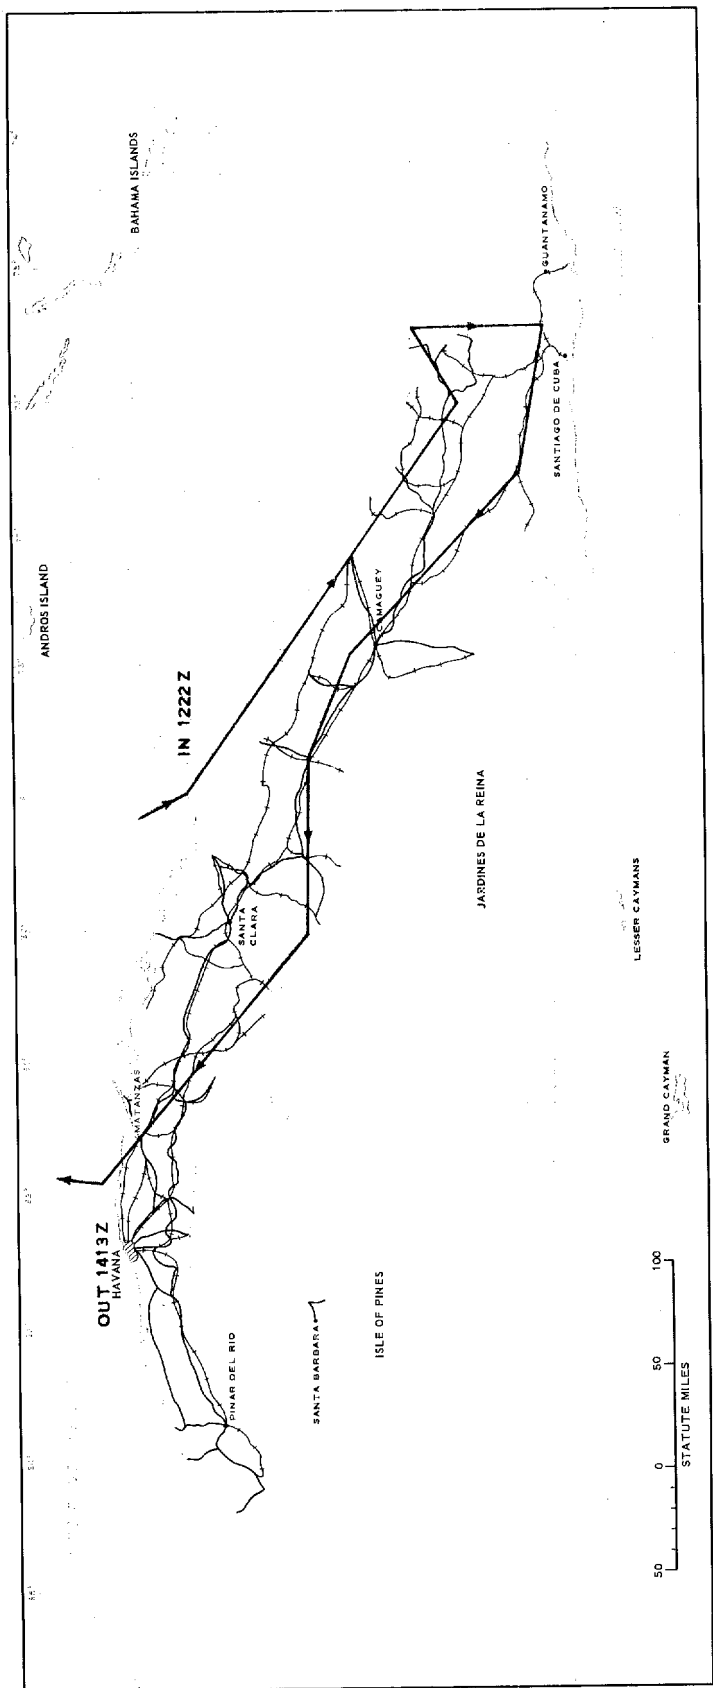 BAHAMA ISLANDS
ANDROS ISLAND
IN 1222 Z
OUT 1413 Z
HAVANA
MATANZAS
SANTA
CLARA
PINAR DEL RIO
SANTA BARBARA
ISLE OF PINES
JARDINES DE LA REINA
SANTIAGO DE CUBA
GUANTANAMO
LESSER CAYMANS
GRAND CAYMAN
50
0
50
100
STATUTE MILES